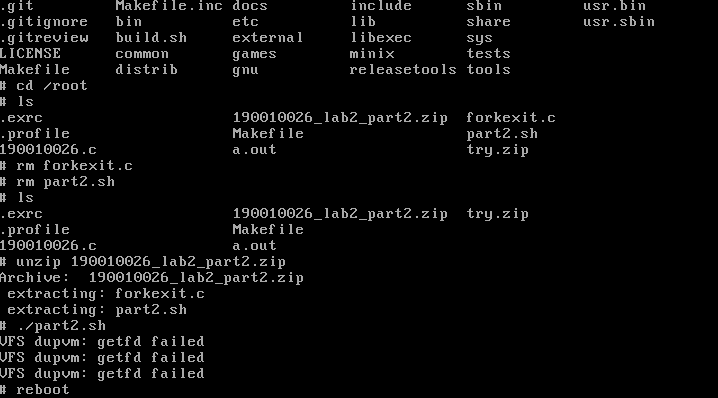 .git Makefile.inc docs include sbin usr.bin
.gitignore bin etc lib share usr.sbin
.gitreview build.sh external libexec sys
LICENSE common games minix tests
Makefile distrib gnu releasetools tools
# cd /root
# ls
.exrc 190010026_lab2_part2.zip forkexit.c
.profile Makefile part2.sh
190010026.c a.out try.zip
# rm forkexit.c
# rm part2.sh
# ls
.exrc 190010026_lab2_part2.zip try.zip
.profile Makefile
190010026.c a.out
# unzip 190010026_lab2_part2.zip
Archive: 190010026_lab2_part2.zip
extracting: forkexit.c
extracting: part2.sh
# ./part2.sh
VFS dupvm: getfd failed
VFS dupvm: getfd failed
VFS dupvm: getfd failed
# reboot